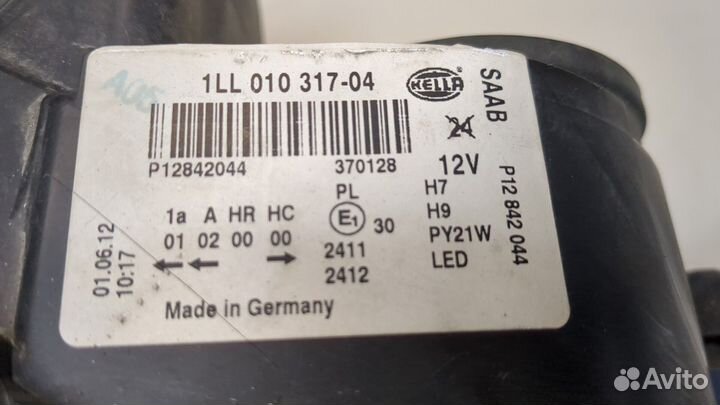 A05
1LL 010 317-04
HELLA
SAAB
24
P12842044 370128
12V
P12 842 044
PL
1a A HR HC
E1 30
01 02 00 00
2411
2412
H7
H9
PY21W
LED
01.06.12
10:17
Made in Germany
Avito